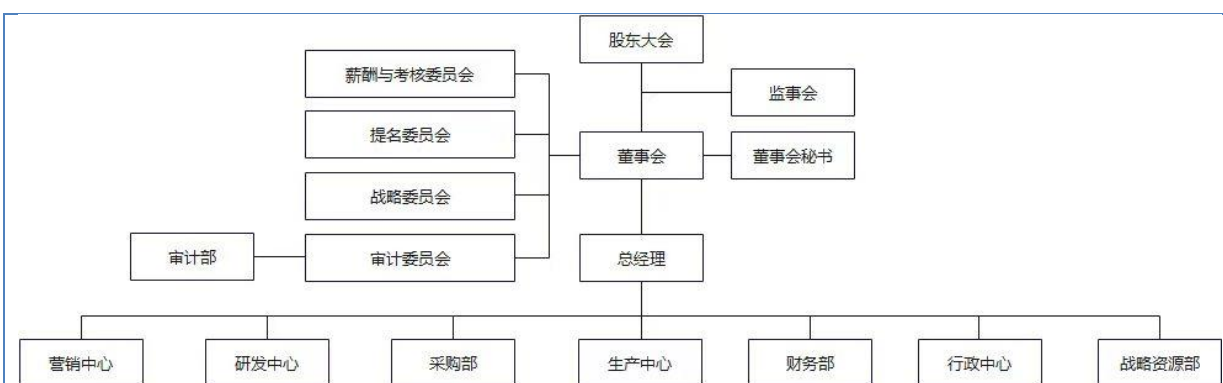 股东大会
薪酬与考核委员会
监事会
提名委员会
董事会
董事会秘书
战略委员会
审计部
审计委员会
总经理
营销中心
研发中心
采购部
生产中心
财务部
行政中心
战略资源部